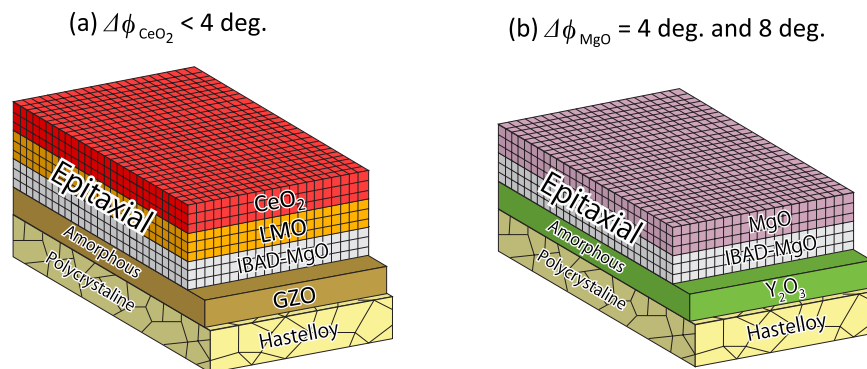 (a) Δϕ CeO₂ < 4 deg.
(b) Δϕ MgO = 4 deg. and 8 deg.
Epitaxial
CeO₂
LMO
IBAD-MgO
Amorphous
GZO
Polycrystaline
Hastelloy
Epitaxial
MgO
IBAD-MgO
Amorphous
Y₂O₃
Polycrystaline
Hastelloy